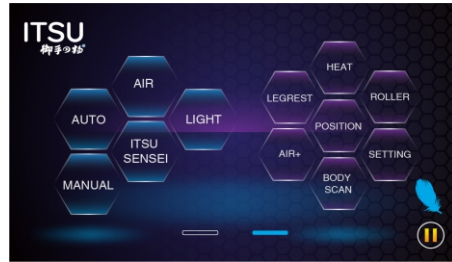 ITSU
御手の物
AIR
AUTO
LIGHT
ITSU
SENSEI
MANUAL
HEAT
LEGREST
ROLLER
POSITION
AIR+
SETTING
BODY
SCAN